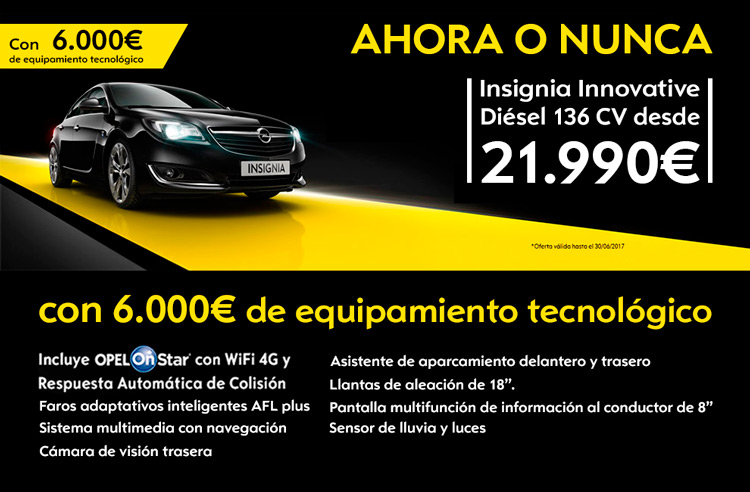 Con 6.000€
de equipamiento tecnológico
AHORA O NUNCA
Insignia Innovative
Diésel 136 CV desde
21.990€
INSIGNIA
*Oferta válida hasta el 30/06/2017
con 6.000€ de equipamiento tecnológico
Incluye OPEL OnStar® con WiFi 4G y
Respuesta Automática de Colisión
Faros adaptativos inteligentes AFL plus
Sistema multimedia con navegación
Cámara de visión trasera
Asistente de aparcamiento delantero y trasero
Llantas de aleación de 18”.
Pantalla multifunción de información al conductor de 8”
Sensor de lluvia y luces